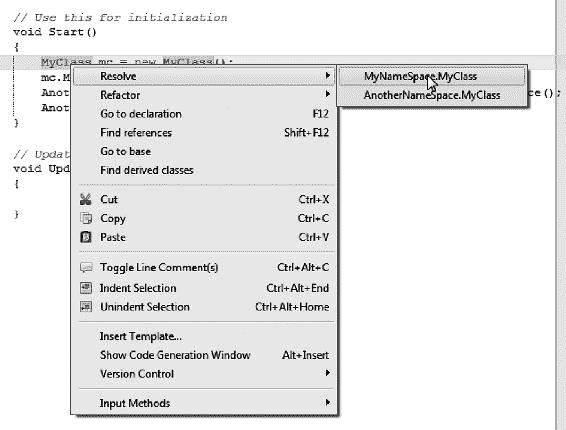 // Use this for initialization
void Start()
{
MyClass mc = new MyClass();
mc.M
Anot ce();
Anot
}
// Updat
void Upd
{
}
Resolve
Refactor
Go to declaration F12
Find references Shift+F12
Go to base
Find derived classes
Cut Ctrl+X
Copy Ctrl+C
Paste Ctrl+V
Toggle Line Comment(s) Ctrl+Alt+C
Indent Selection Ctrl+Alt+End
Unindent Selection Ctrl+Alt+Home
Insert Template...
Show Code Generation Window Alt+Insert
Version Control
Input Methods
MyNameSpace.MyClass
AnotherNameSpace.MyClass